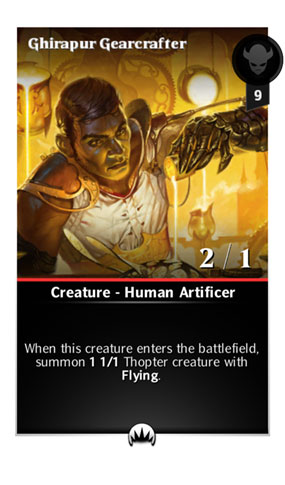 Ghirapur Gearcrafter
9
2 / 1
Creature - Human Artificer
When this creature enters the battlefield,
summon 1 1/1 Thopter creature with
Flying.